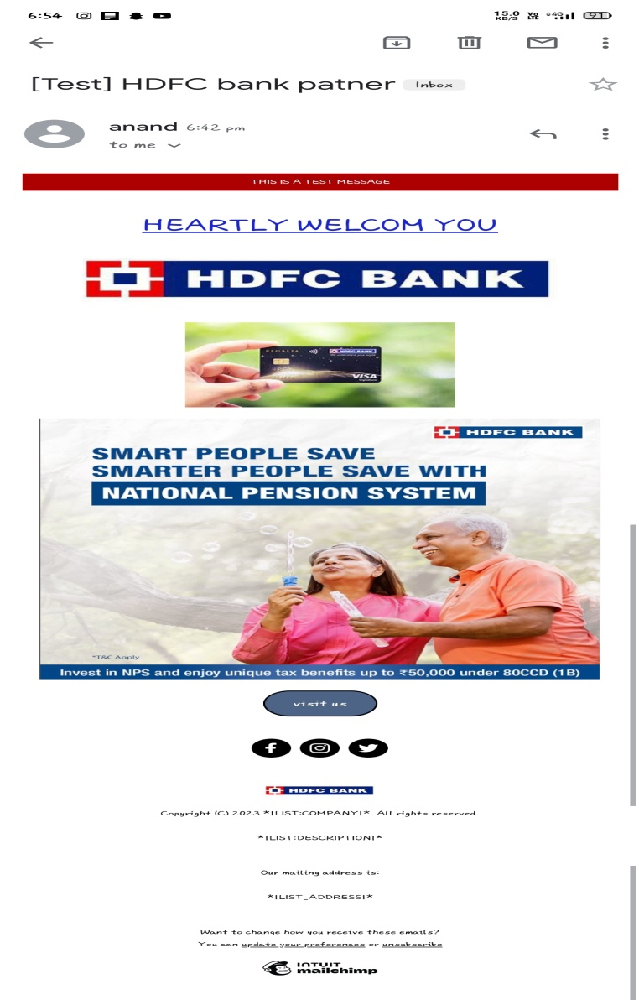 6:54
15.0 KB/S Vo LTE 4G 91
[Test] HDFC bank patner Inbox
anand 6:42 pm
to me
THIS IS A TEST MESSAGE
HEARTLY WELCOM YOU
HDFC BANK
REGALIA HDFC BANK
VISA
HDFC BANK
SMART PEOPLE SAVE
SMARTER PEOPLE SAVE WITH
NATIONAL PENSION SYSTEM
*T&C Apply
Invest in NPS and enjoy unique tax benefits up to ₹50,000 under 80CCD (1B)
visit us
HDFC BANK
Copyright (C) 2023 *|LIST:COMPANY|*. All rights reserved.
*|LIST:DESCRIPTION|*
Our mailing address is:
*|LIST_ADDRESS|*
Want to change how you receive these emails?
You can update your preferences or unsubscribe
INTUIT
mailchimp